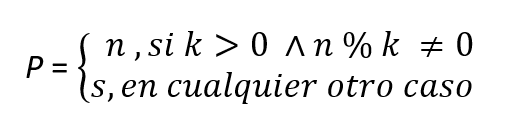 P = { n , si k > 0 ∧ n % k ≠ 0
s, en cualquier otro caso